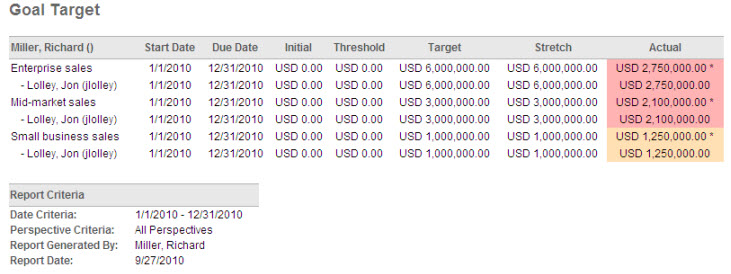 Goal Target
Miller, Richard () Start Date Due Date Initial Threshold Target Stretch Actual
Enterprise sales 1/1/2010 12/31/2010 USD 0.00 USD 0.00 USD 6,000,000.00 USD 6,000,000.00 USD 2,750,000.00 *
- Lolley, Jon (jlolley) 1/1/2010 12/31/2010 USD 0.00 USD 0.00 USD 6,000,000.00 USD 6,000,000.00 USD 2,750,000.00
Mid-market sales 1/1/2010 12/31/2010 USD 0.00 USD 0.00 USD 3,000,000.00 USD 3,000,000.00 USD 2,100,000.00 *
- Lolley, Jon (jlolley) 1/1/2010 12/31/2010 USD 0.00 USD 0.00 USD 3,000,000.00 USD 3,000,000.00 USD 2,100,000.00
Small business sales 1/1/2010 12/31/2010 USD 0.00 USD 0.00 USD 1,000,000.00 USD 1,000,000.00 USD 1,250,000.00 *
- Lolley, Jon (jlolley) 1/1/2010 12/31/2010 USD 0.00 USD 0.00 USD 1,000,000.00 USD 1,000,000.00 USD 1,250,000.00
Report Criteria
Date Criteria: 1/1/2010 - 12/31/2010
Perspective Criteria: All Perspectives
Report Generated By: Miller, Richard
Report Date: 9/27/2010